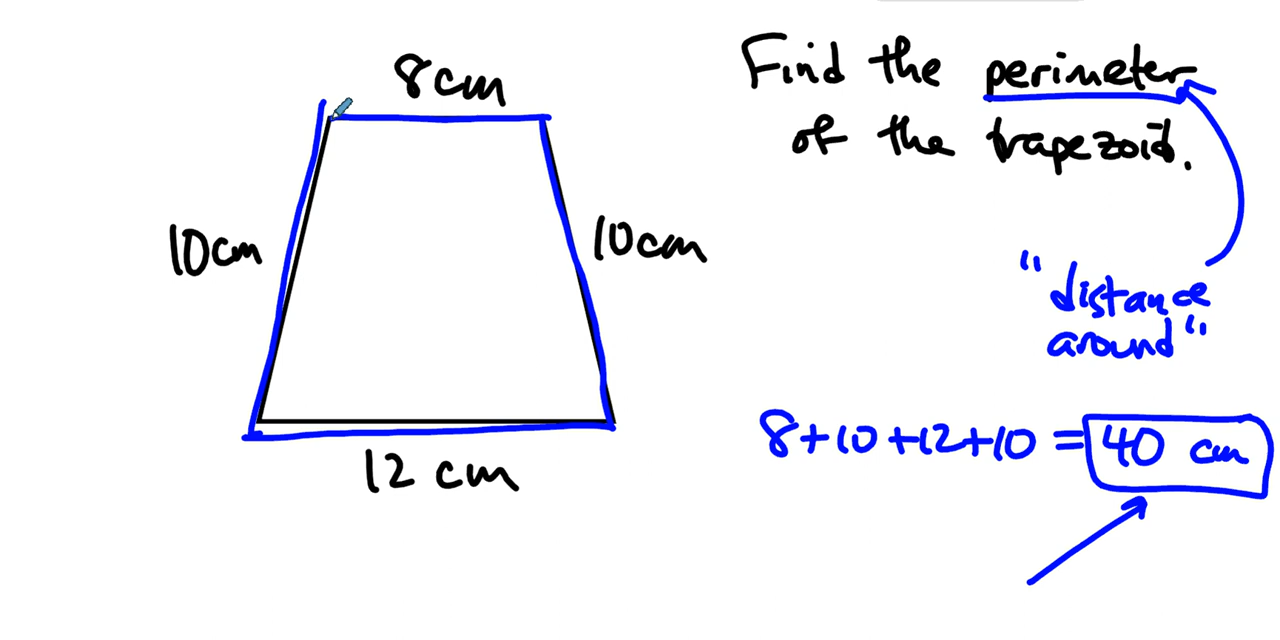 8cm
Find the perimeter
of the trapezoid.
10cm
10cm
"distance
around"
8+10+12+10 = 40 cm
12 cm